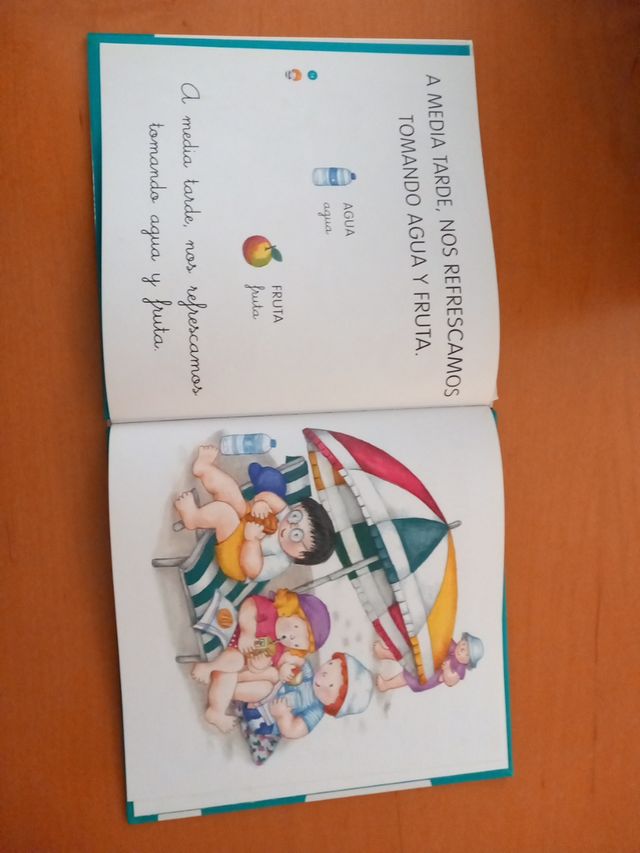 A MEDIA TARDE, NOS REFRESCAMOS
TOMANDO AGUA Y FRUTA.
AGUA
agua
FRUTA
fruta
A media tarde, nos refrescamos
tomando agua y fruta.